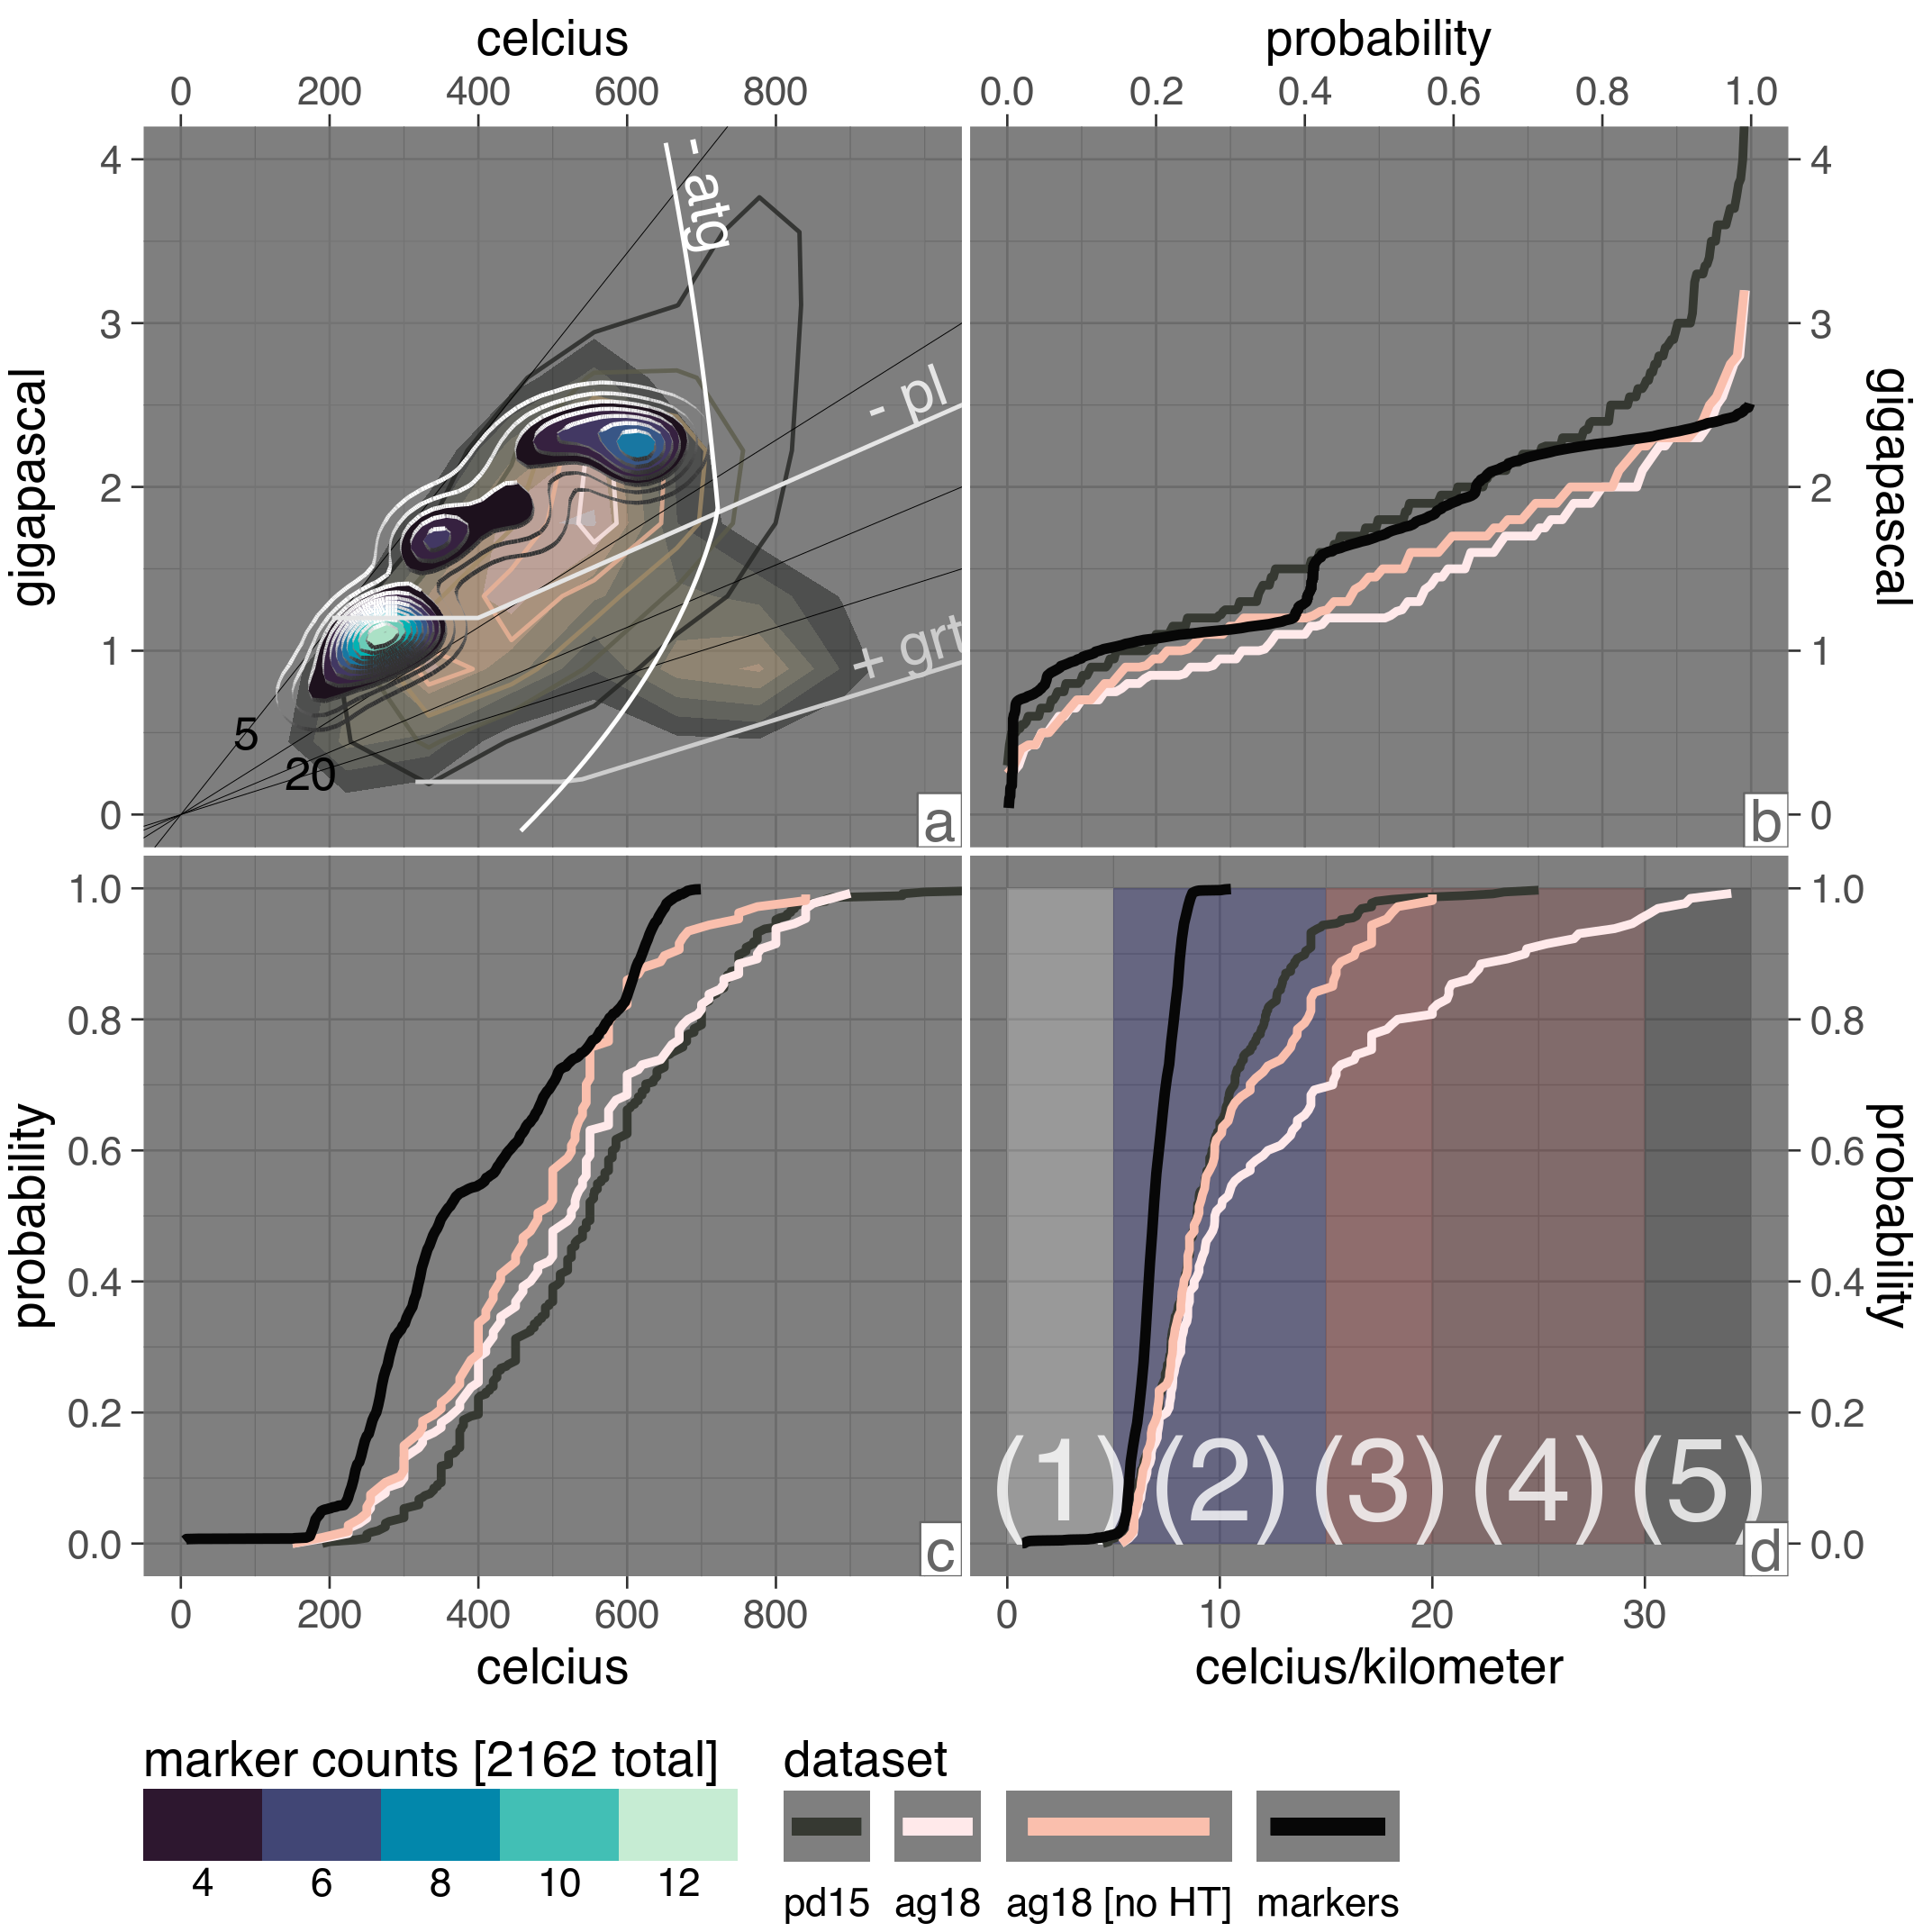 celcius probability
0 200 400 600 800 0.0 0.2 0.4 0.6 0.8 1.0
4 3 2 1 0
gigapascal
- atg
- pl
+ grt
5
20
a
b
4 3 2 1 0
gigapascal
1.0 0.8 0.6 0.4 0.2 0.0
probability
c
(1) (2) (3) (4) (5)
d
1.0 0.8 0.6 0.4 0.2 0.0
probability
0 200 400 600 800 0 10 20 30
celcius celcius/kilometer
marker counts [2162 total] dataset
4 6 8 10 12 pd15 ag18 ag18 [no HT] markers